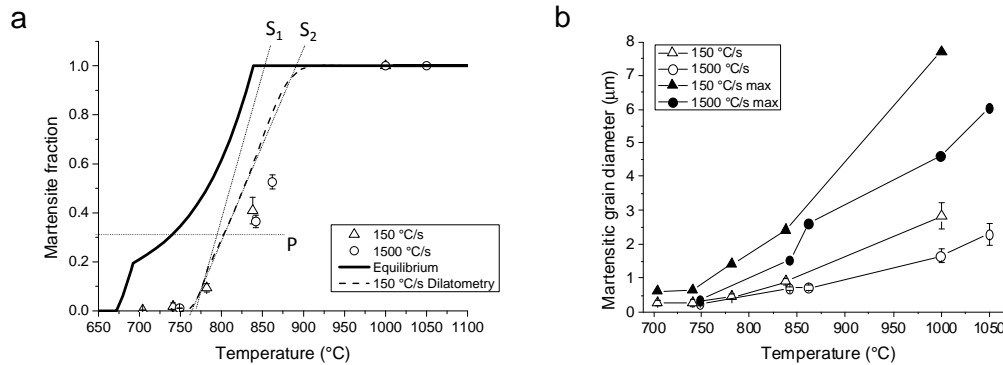 a
S1
S2
1.0
0.8
0.6
0.4
0.2
0.0
Martensite fraction
P
150 °C/s
1500 °C/s
Equilibrium
150 °C/s Dilatometry
650 700 750 800 850 900 950 1000 1050 1100
Temperature (°C)
b
8
7
6
5
4
3
2
1
0
Martensitic grain diameter (μm)
150 °C/s
1500 °C/s
150 °C/s max
1500 °C/s max
700 750 800 850 900 950 1000 1050
Temperature (°C)